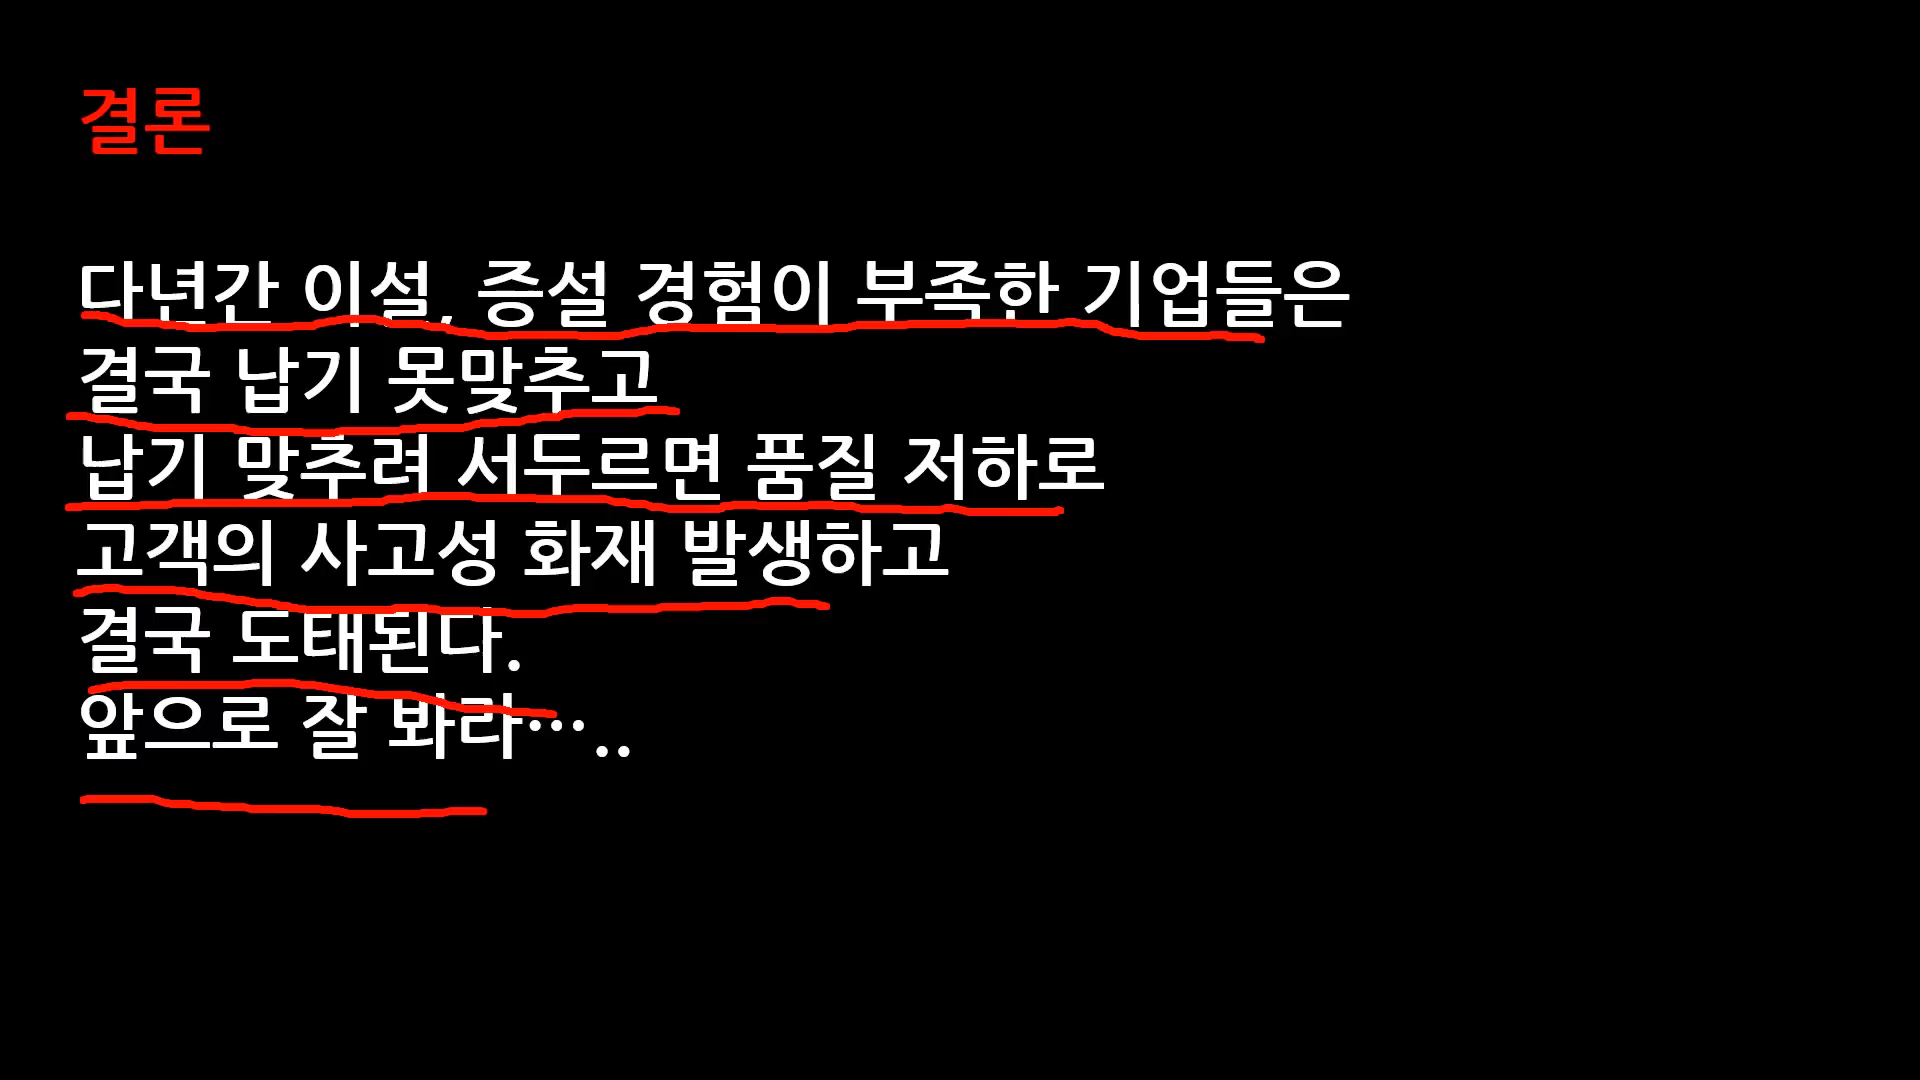 결론
다년간 이설, 증설 경험이 부족한 기업들은
결국 납기 못맞추고
납기 맞추려 서두르면 품질 저하로
고객의 사고성 화재 발생하고
결국 도태된다.
앞으로 잘 봐라…..